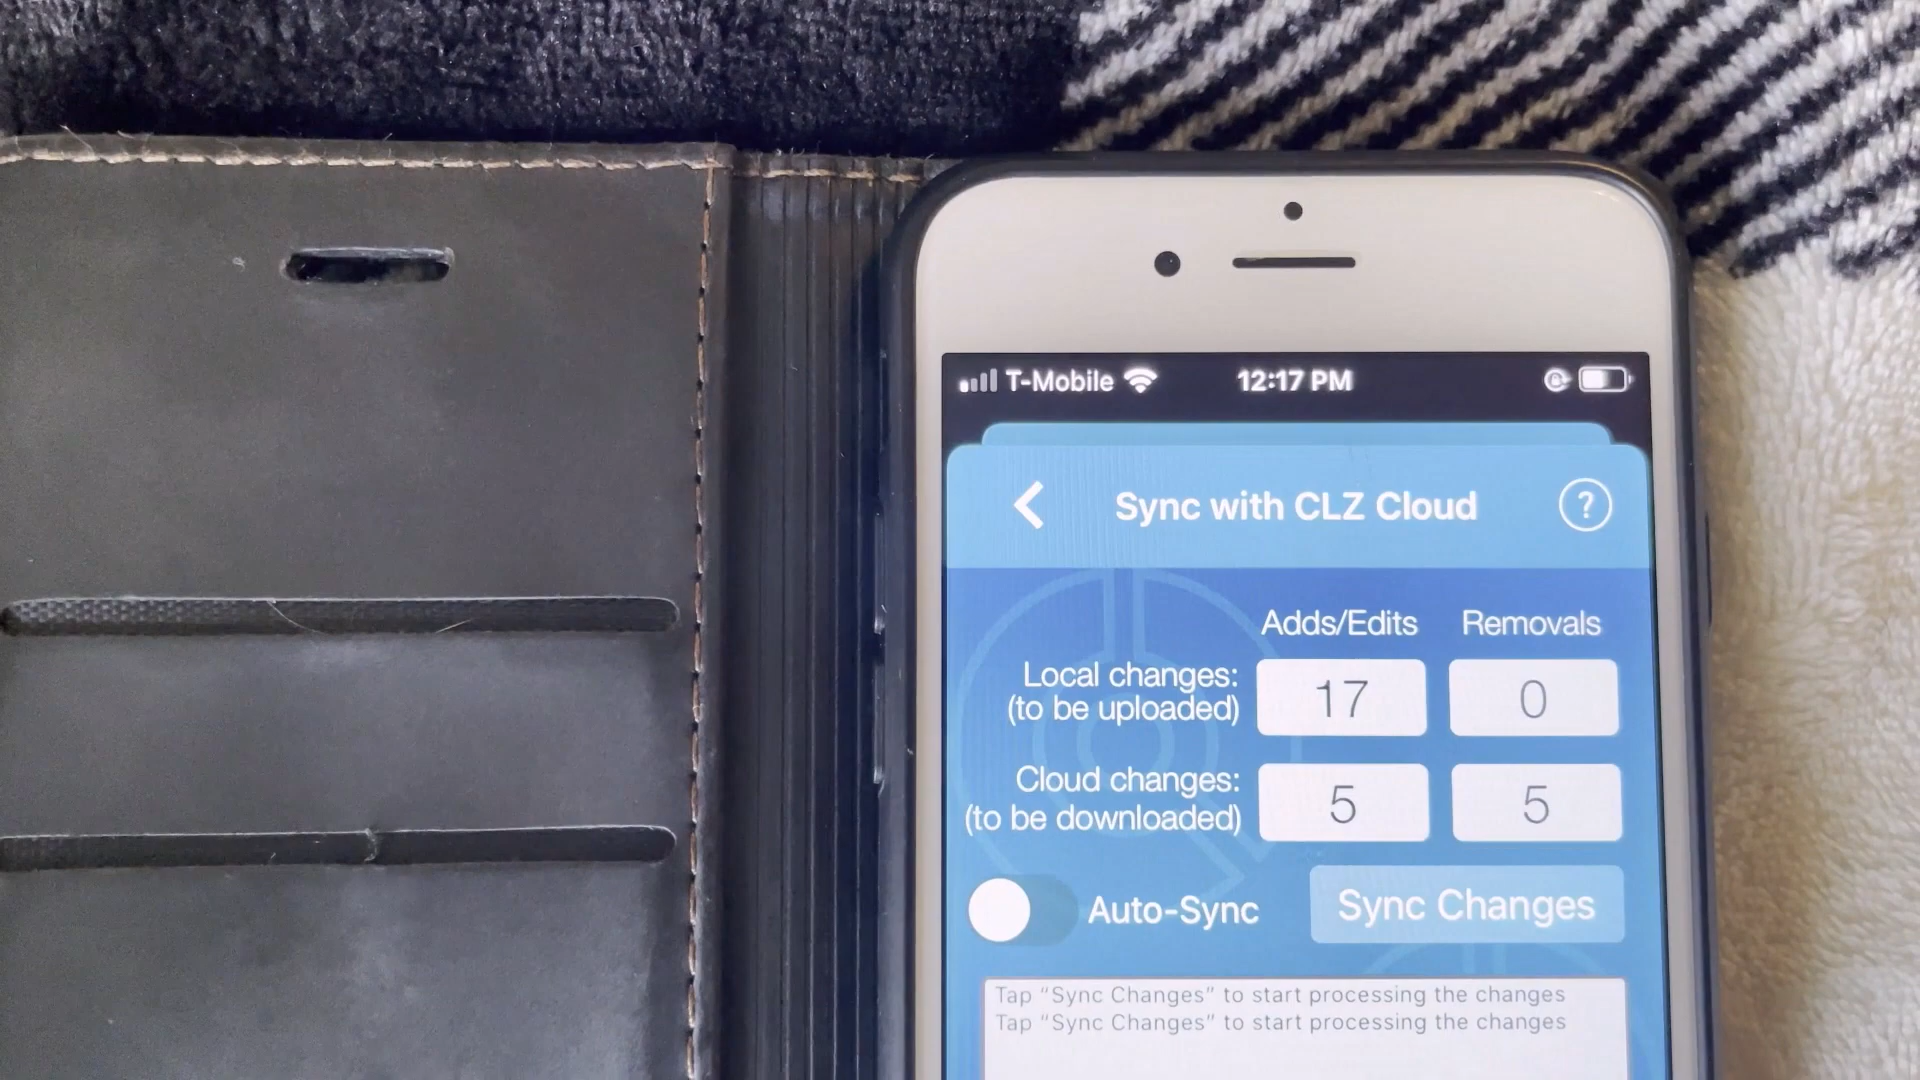 T-Mobile 12:17 PM
Sync with CLZ Cloud ?
Adds/Edits Removals
Local changes: 17 0
(to be uploaded)
Cloud changes: 5 5
(to be downloaded)
Auto-Sync Sync Changes
Tap “Sync Changes” to start processing the changes
Tap “Sync Changes” to start processing the changes